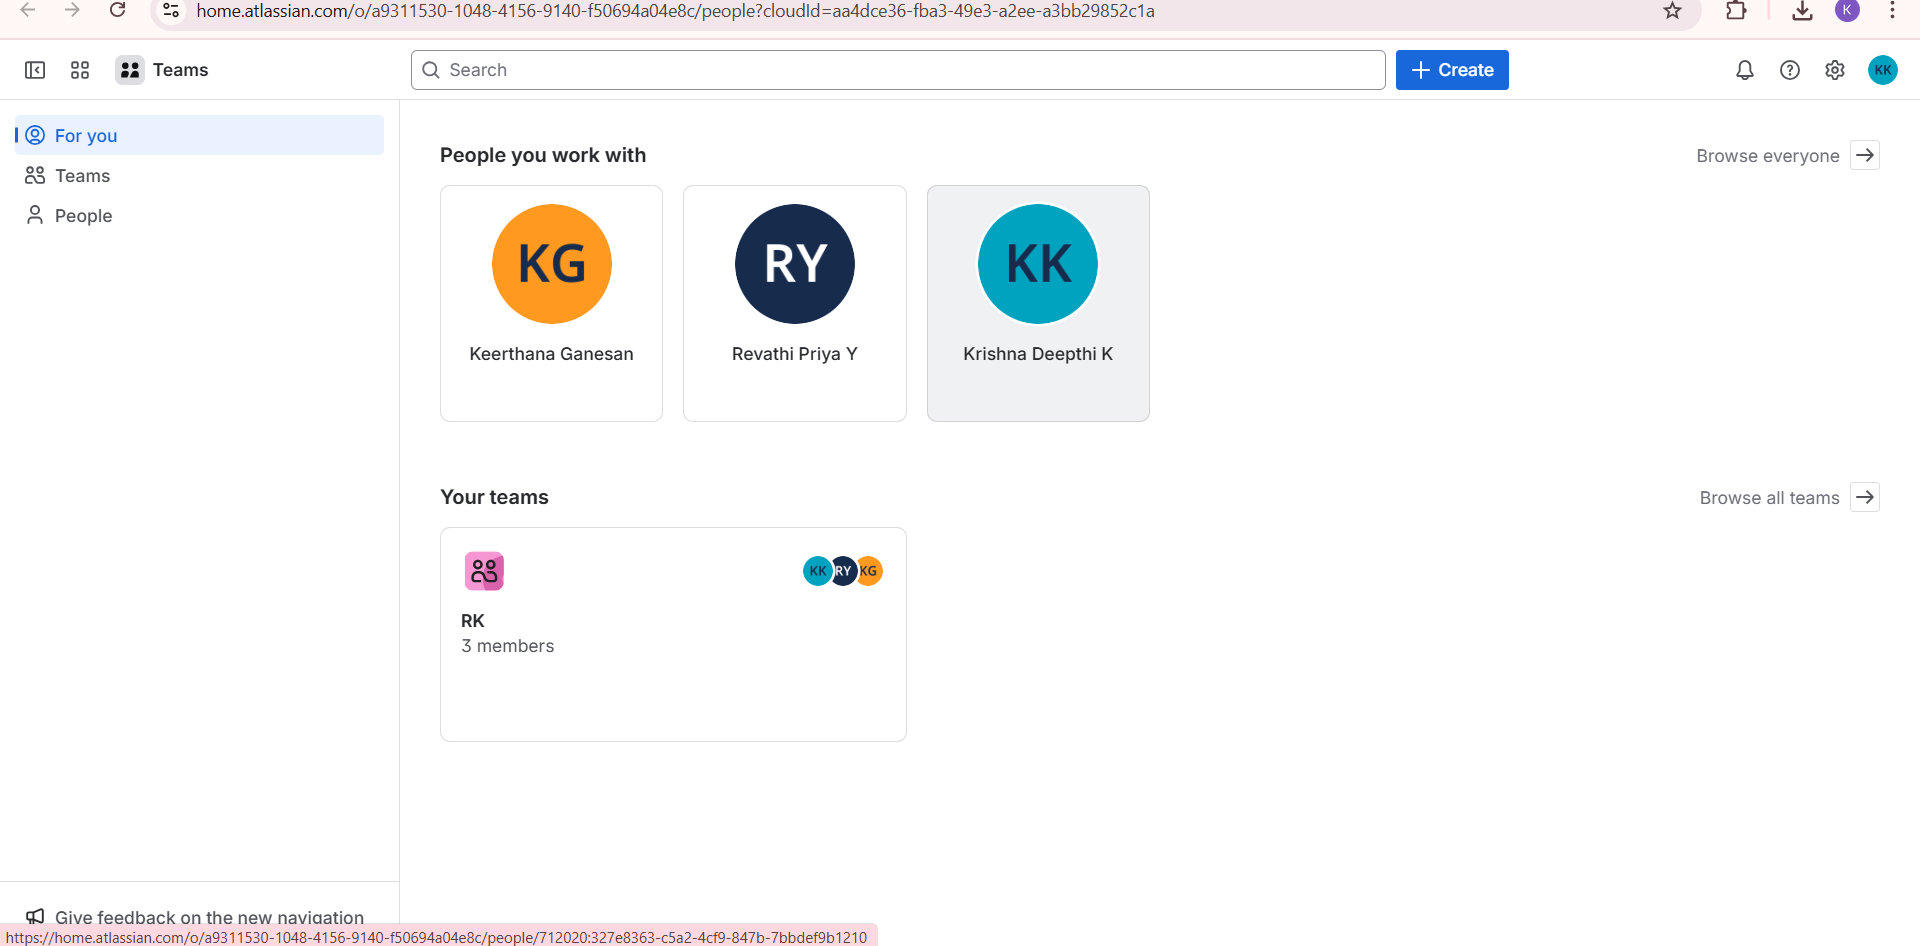 home.atlassian.com/o/a9311530-1048-4156-9140-f50694a04e8c/people?cloudId=aa4dce36-fba3-49e3-a2ee-a3bb29852c1a
K
Teams
Search
Create
KK
For you
Teams
People
People you work with
Browse everyone
KG
RY
KK
Keerthana Ganesan
Revathi Priya Y
Krishna Deepthi K
Your teams
Browse all teams
KK RY KG
RK
3 members
Give feedback on the new navigation
https://home.atlassian.com/o/a9311530-1048-4156-9140-f50694a04e8c/people/712020:327e8363-c5a2-4cf9-847b-7bbdef9b1210